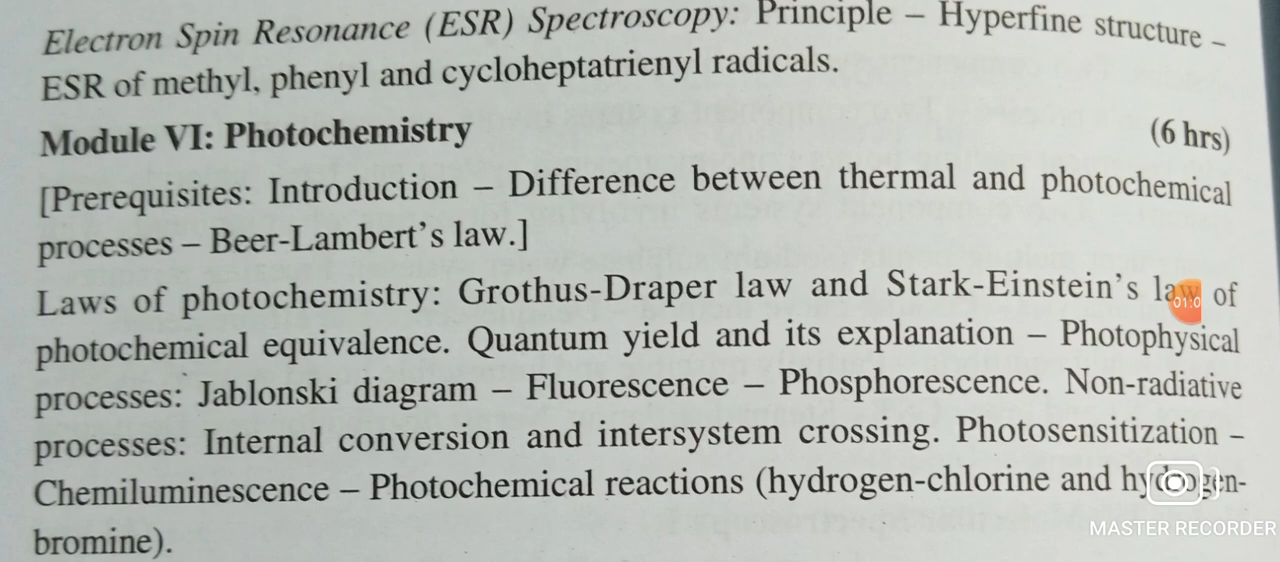 Electron Spin Resonance (ESR) Spectroscopy: Principle – Hyperfine structure –
ESR of methyl, phenyl and cycloheptatrienyl radicals.
Module VI: Photochemistry (6 hrs)
[Prerequisites: Introduction – Difference between thermal and photochemical
processes – Beer-Lambert's law.]
Laws of photochemistry: Grothus-Draper law and Stark-Einstein's law of
photochemical equivalence. Quantum yield and its explanation – Photophysical
processes: Jablonski diagram – Fluorescence – Phosphorescence. Non-radiative
processes: Internal conversion and intersystem crossing. Photosensitization –
Chemiluminescence – Photochemical reactions (hydrogen-chlorine and hydrogen-
bromine).
01:0
MASTER RECORDER